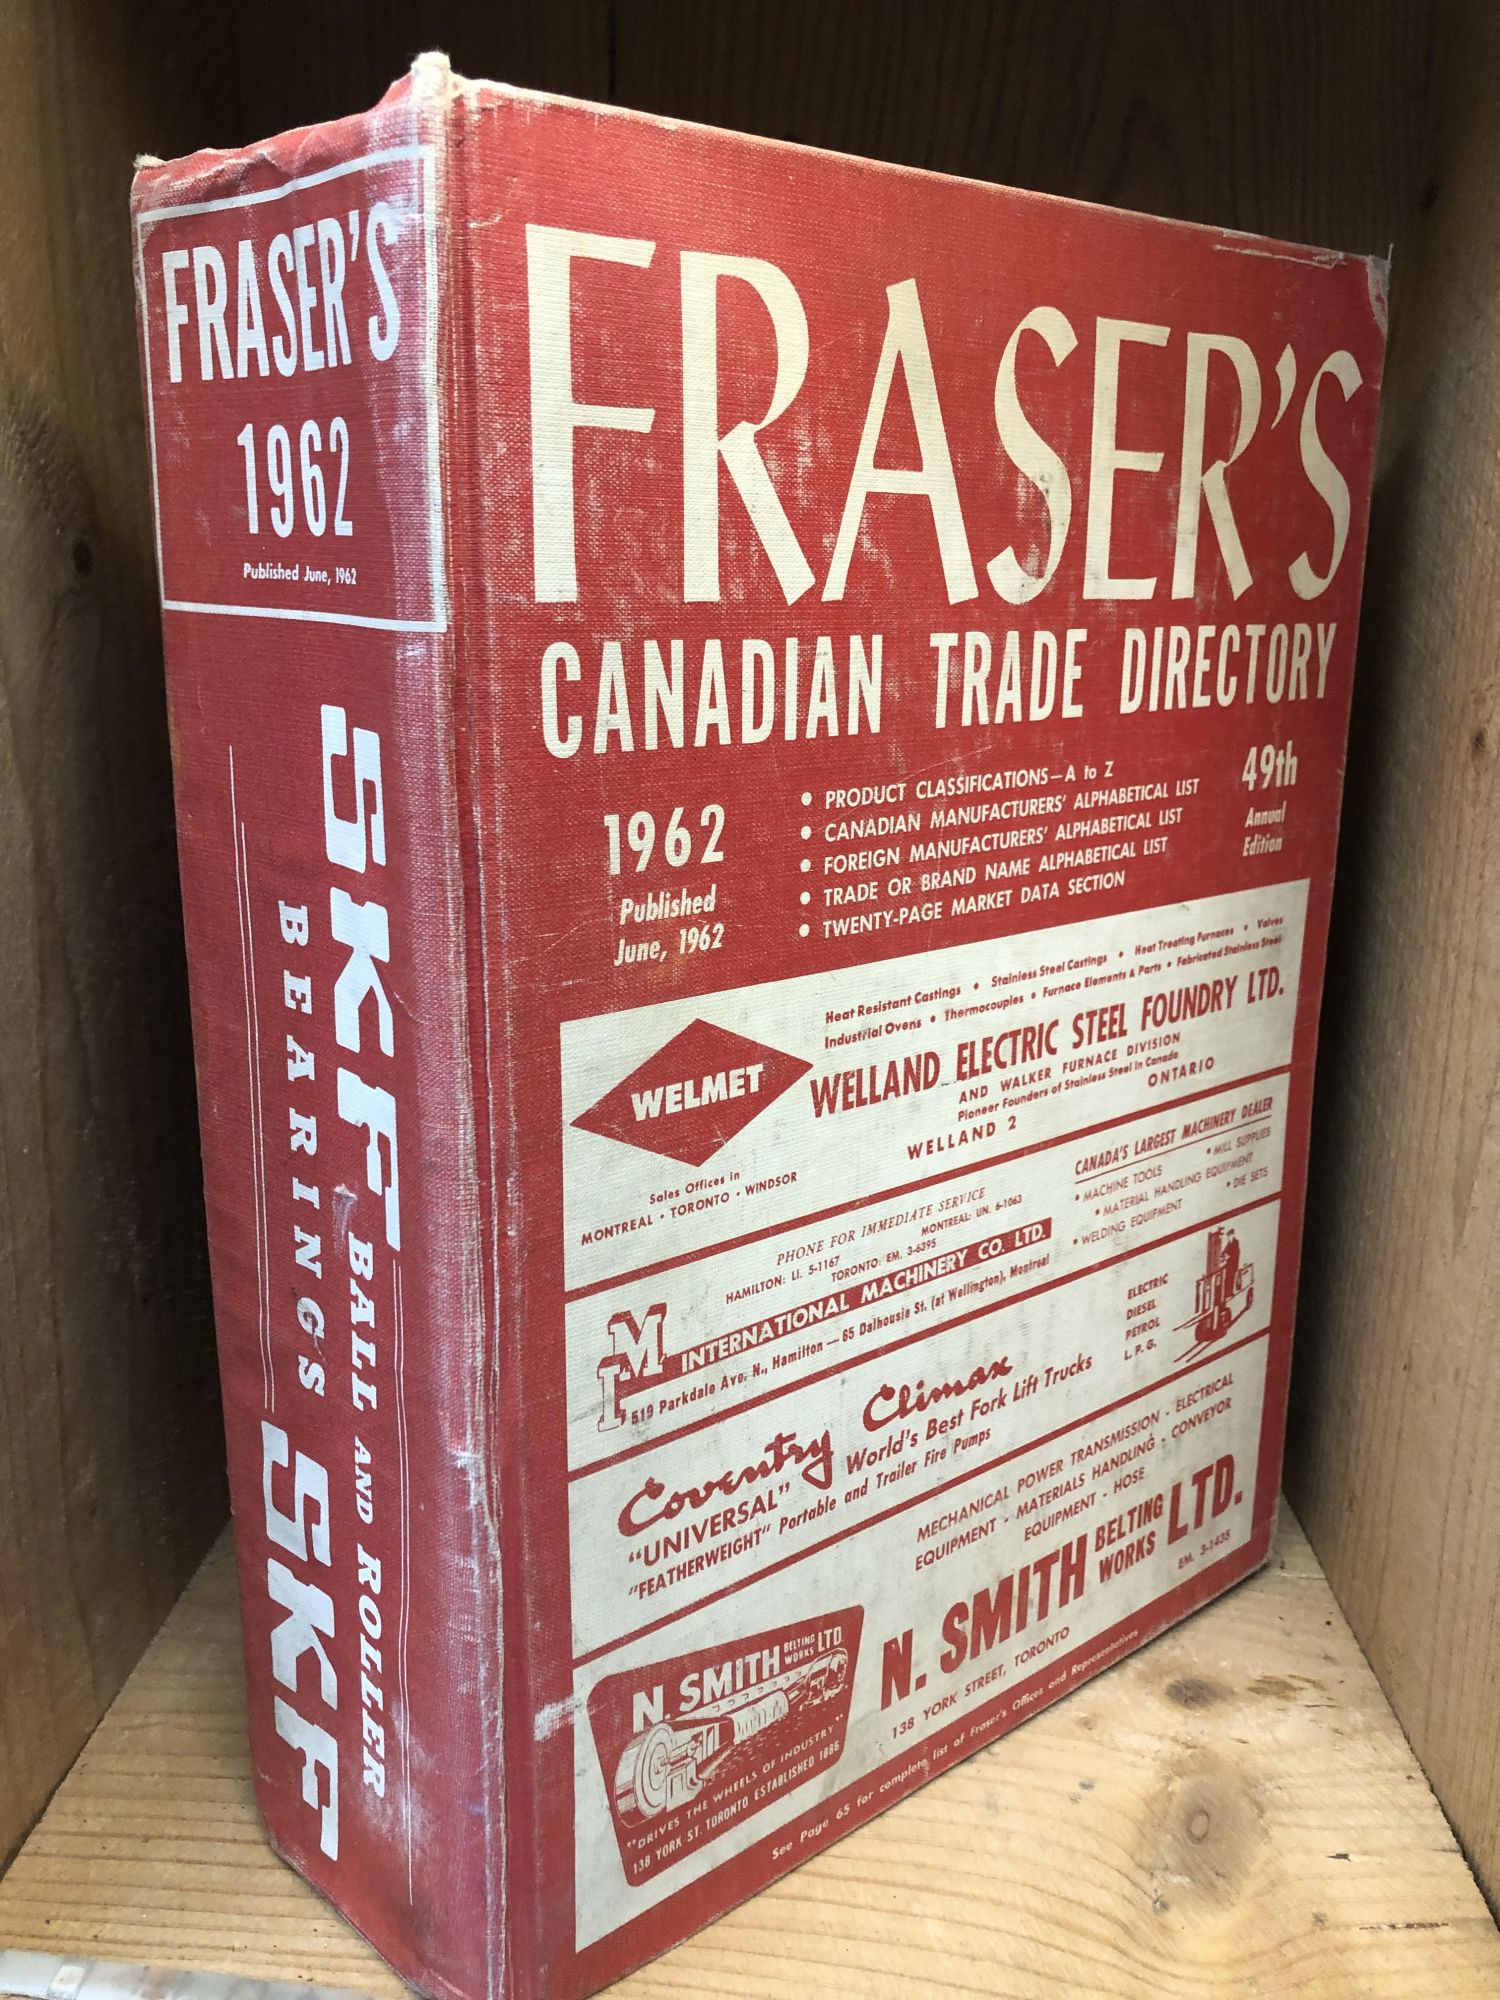 FRASER'S
1962
Published June, 1962
SKF BALL AND ROLLER
BEARINGS SKF
FRASER'S
CANADIAN TRADE DIRECTORY
1962
Published
June, 1962
• PRODUCT CLASSIFICATIONS—A to Z
• CANADIAN MANUFACTURERS' ALPHABETICAL LIST
• FOREIGN MANUFACTURERS' ALPHABETICAL LIST
• TRADE OR BRAND NAME ALPHABETICAL LIST
• TWENTY-PAGE MARKET DATA SECTION
49th
Annual
Edition
Heat Resistant Castings • Stainless Steel Castings • Heat Treating Furnaces • Valves
Industrial Ovens • Thermocouples • Furnace Elements & Parts • Fabricated Stainless Steel
WELMET
WELLAND ELECTRIC STEEL FOUNDRY LTD.
AND WALKER FURNACE DIVISION
Pioneer Founders of Stainless Steel in Canada
WELLAND 2 ONTARIO
Sales Offices in
MONTREAL • TORONTO • WINDSOR
PHONE FOR IMMEDIATE SERVICE
HAMILTON: LI. 5-1167 MONTREAL: UN. 6-1063
TORONTO: EM. 3-6395
IM INTERNATIONAL MACHINERY CO. LTD.
519 Parkdale Ave. N., Hamilton — 65 Dalhousie St. (at Wellington), Montreal
CANADA'S LARGEST MACHINERY DEALER
• MACHINE TOOLS • MILL SUPPLIES
• MATERIAL HANDLING EQUIPMENT
• WELDING EQUIPMENT • DIE SETS
Coventry Climax
"UNIVERSAL" World's Best Fork Lift Trucks
"FEATHERWEIGHT" Portable and Trailer Fire Pumps
ELECTRIC
DIESEL
PETROL
L.P.G.
MECHANICAL POWER TRANSMISSION - ELECTRICAL
EQUIPMENT - MATERIALS HANDLING - CONVEYOR
EQUIPMENT - HOSE
N. SMITH BELTING WORKS LTD.
138 YORK STREET, TORONTO EM. 3-1435
N. SMITH BELTING WORKS LTD.
"DRIVES THE WHEELS OF INDUSTRY"
138 YORK ST. TORONTO ESTABLISHED 1886
See Page 65 for complete list of Fraser's Offices and Representatives